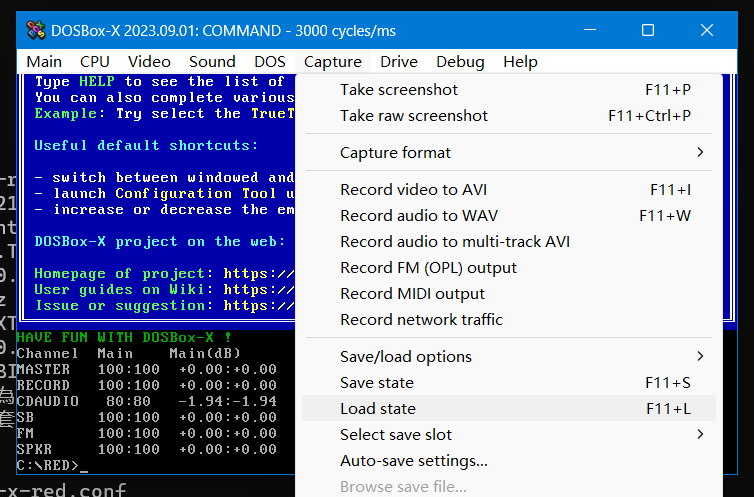 DOSBox-X 2023.09.01: COMMAND - 3000 cycles/ms
Main CPU Video Sound DOS Capture Drive Debug Help
Type HELP to see the list of
You can also complete various
Example: Try select the TrueT
Useful default shortcuts:
- switch between windowed and
- launch Configuration Tool u
- increase or decrease the em
DOSBox-X project on the web:
Homepage of project: https://
User guides on Wiki: https://
Issue or suggestion: https://
HAVE FUN WITH DOSBox-X !
Channel Main Main(dB)
MASTER 100:100 +0.00:+0.00
RECORD 100:100 +0.00:+0.00
CDAUDIO 80:80 -1.94:-1.94
SB 100:100 +0.00:+0.00
FM 100:100 +0.00:+0.00
SPKR 100:100 +0.00:+0.00
C:\RED>_
Take screenshot F11+P
Take raw screenshot F11+Ctrl+P
Capture format
Record video to AVI F11+I
Record audio to WAV F11+W
Record audio to multi-track AVI
Record FM (OPL) output
Record MIDI output
Record network traffic
Save/load options
Save state F11+S
Load state F11+L
Select save slot
Auto-save settings...
Browse save file...
-x-red.conf